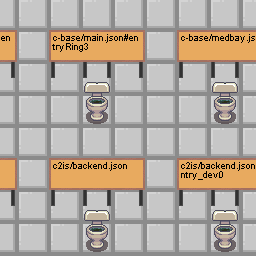 en
c-base/main.json#en
tryRing3
c-base/medbay.js
c2is/backend.json
c2is/backend.json
ntry_dev0